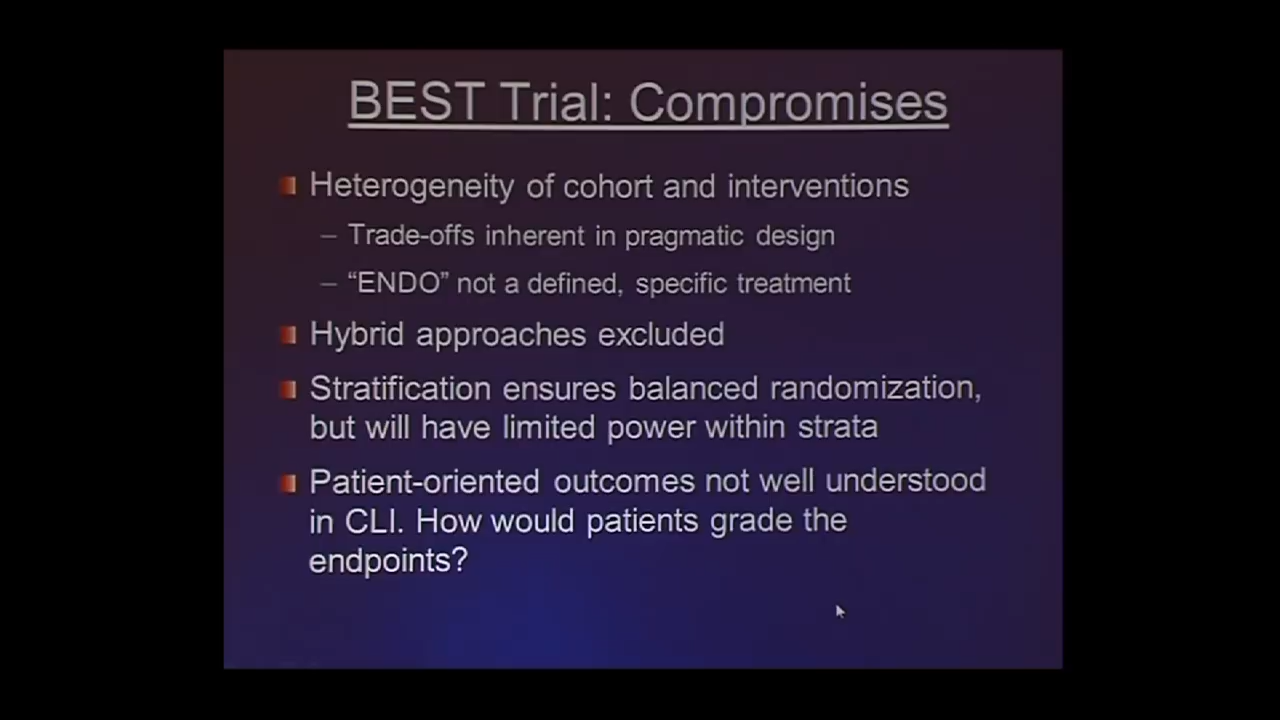 BEST Trial: Compromises
Heterogeneity of cohort and interventions
– Trade-offs inherent in pragmatic design
– “ENDO” not a defined, specific treatment
Hybrid approaches excluded
Stratification ensures balanced randomization,
but will have limited power within strata
Patient-oriented outcomes not well understood
in CLI. How would patients grade the
endpoints?